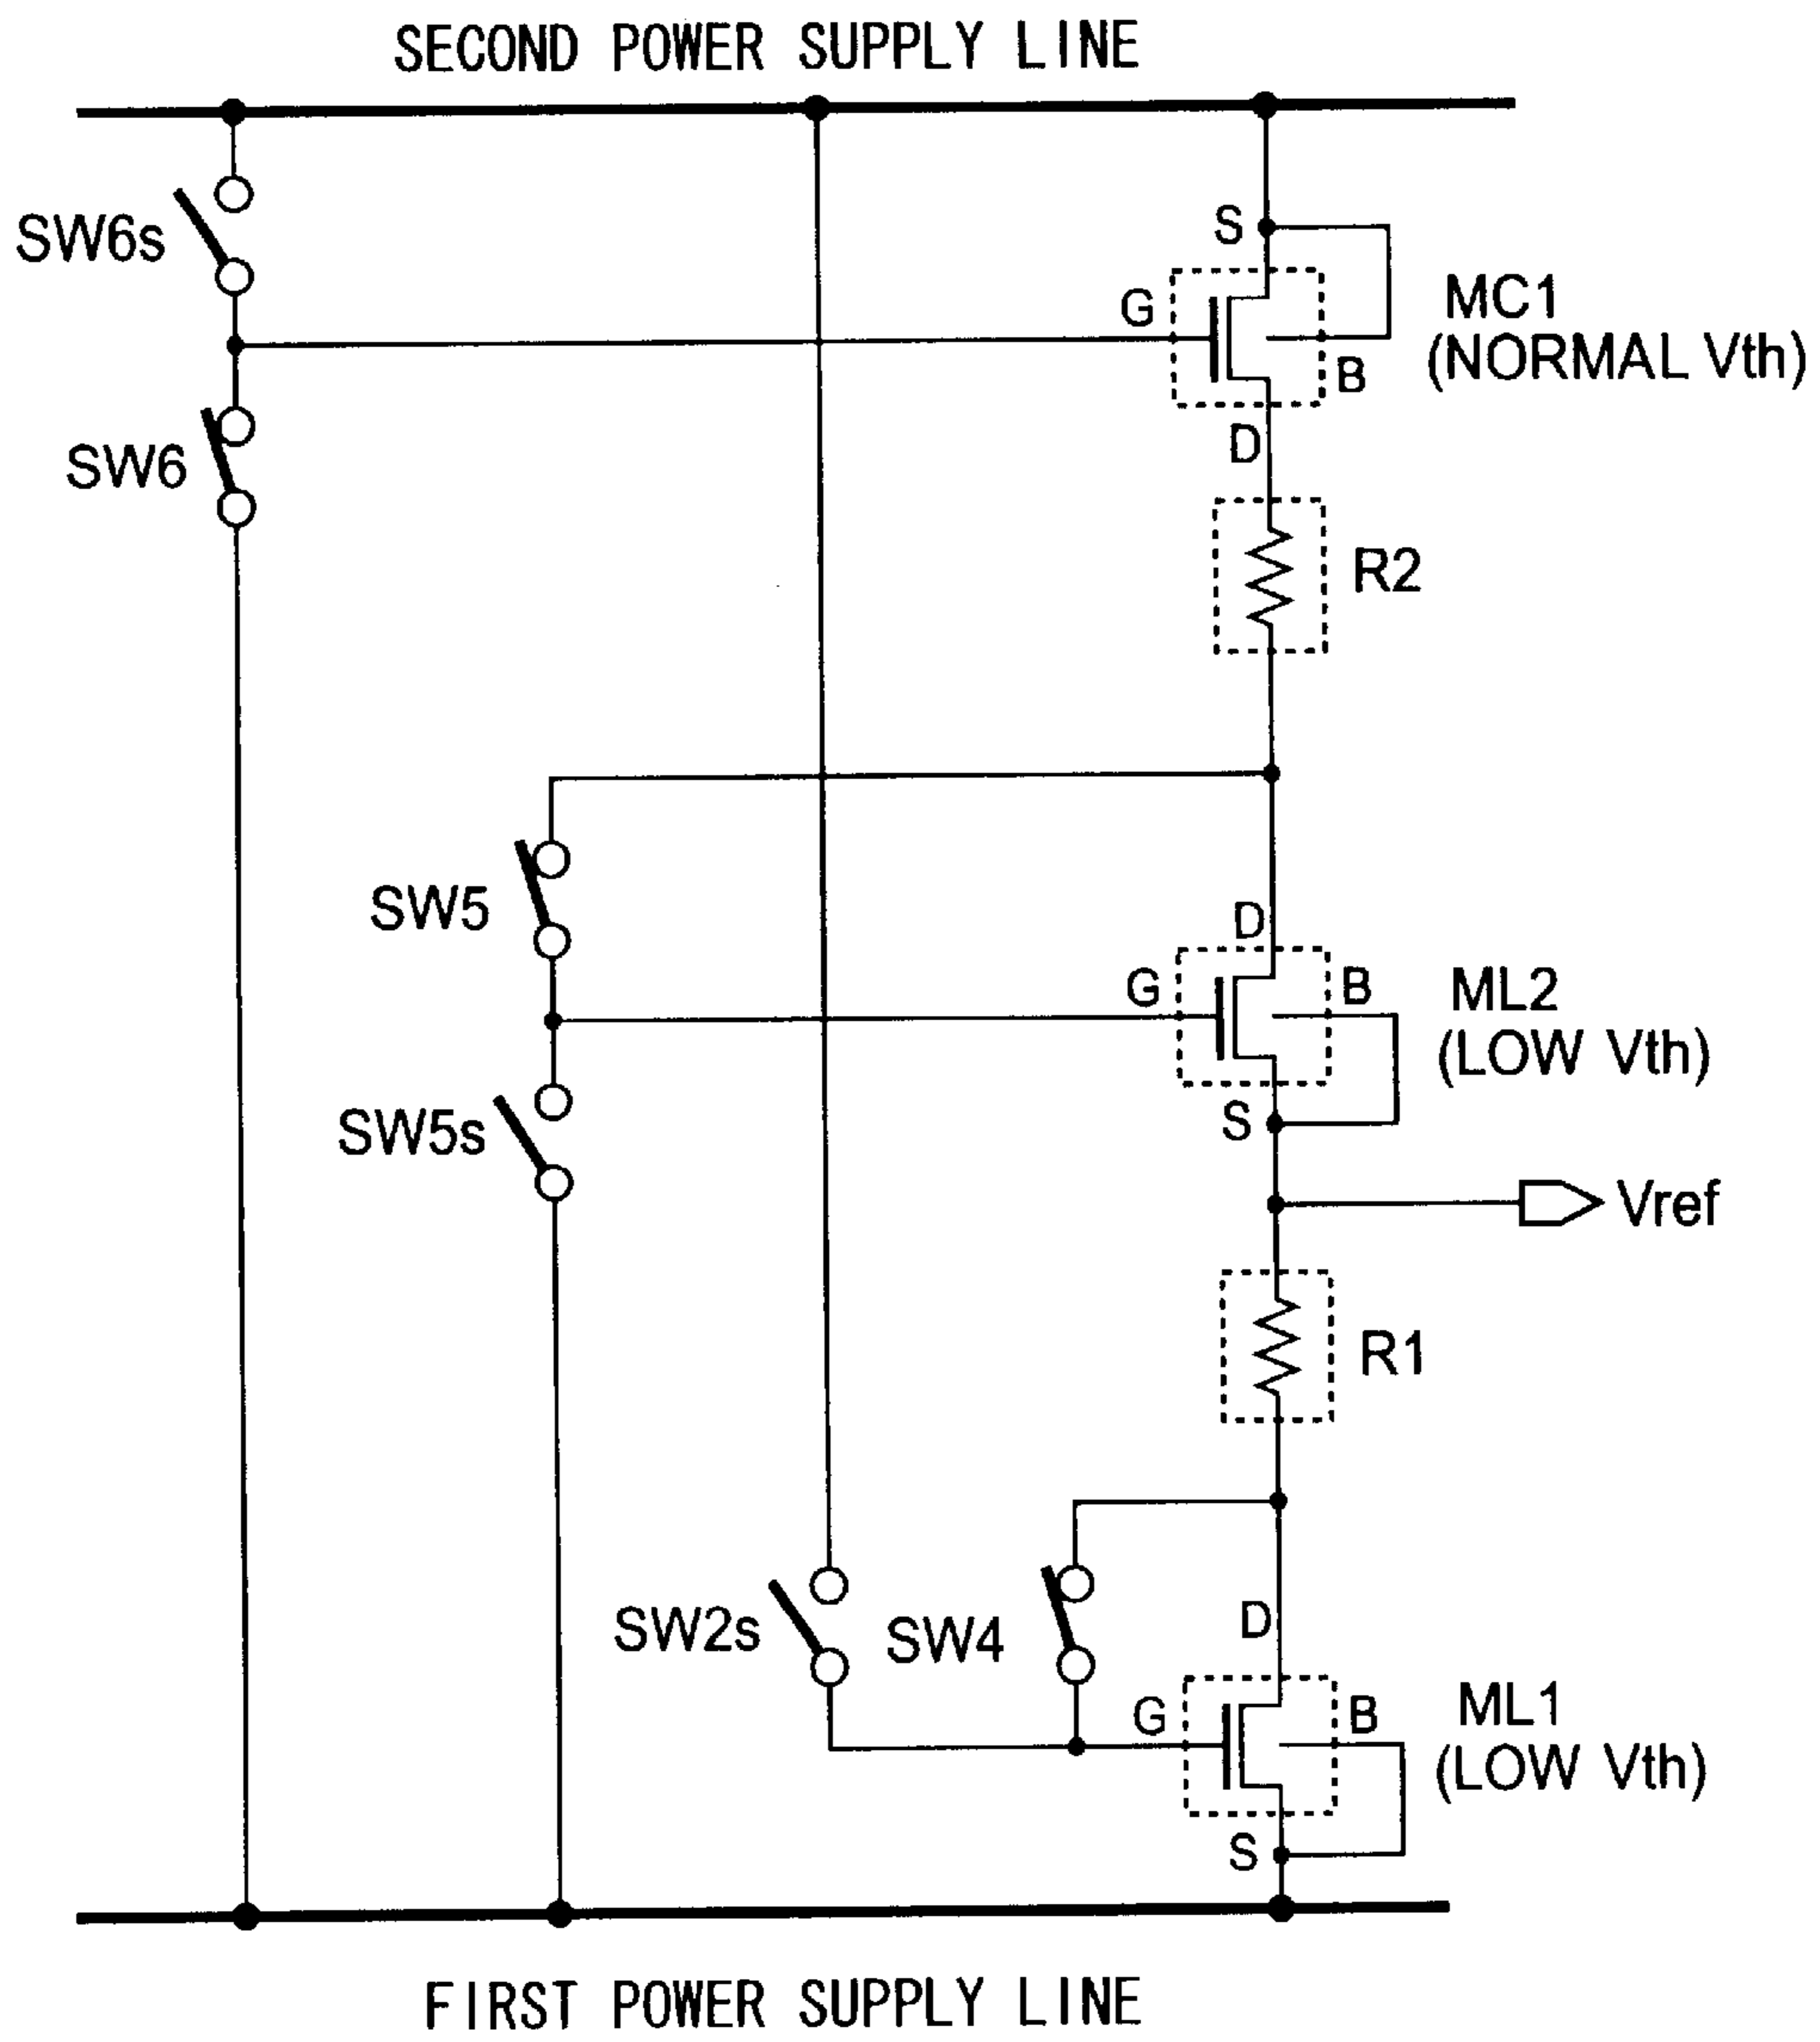 SECOND POWER SUPPLY LINE
SW6s
S
G
MC1
(NORMAL Vth)
B
D
SW6
R2
SW5
D
G
B
ML2
(LOW Vth)
SW5s
S
Vref
R1
SW2s
SW4
D
G
B
ML1
(LOW Vth)
S
FIRST POWER SUPPLY LINE